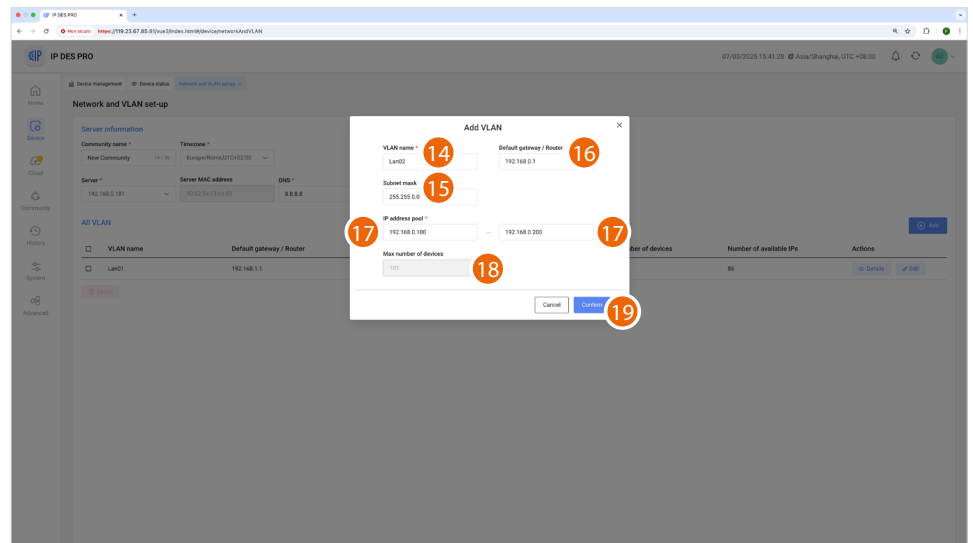 IP DES PRO
Non sicuro https://119.23.67.85:81/vue3/index.html#/device/networkAndVLAN
IP DES PRO
07/03/2025 15:41:28 @ Asia/Shanghai, UTC +08:00
Device management Device status Network and VLAN set-up ×
Home
Network and VLAN set-up
Device
Server information
Community name * Timezone *
New Community 14 / 36 Europe/Rome,UTC+02:00
Cloud
Server * Server MAC address DNS *
192.168.0.181 8.8.8.8
Community
All VLAN
Add
History
VLAN name Default gateway / Router Number of available IPs Actions
Lan01 192.168.1.1 86 Details Edit
System
Delete
Advanced
Add VLAN
VLAN name * 14 Default gateway / Router 16
Lan02 192.168.0.1
Subnet mask 15
255.255.0.0
IP address pool *
17 192.168.0.100 – 192.168.0.200 17
Max number of devices
101 18
Cancel Confirm 19